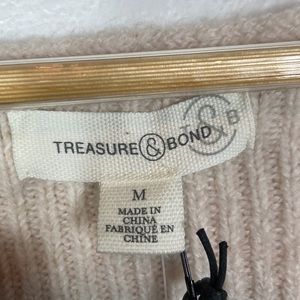 TREASURE & BOND
& B
M
MADE IN
CHINA
FABRIQUÉ EN
CHINE